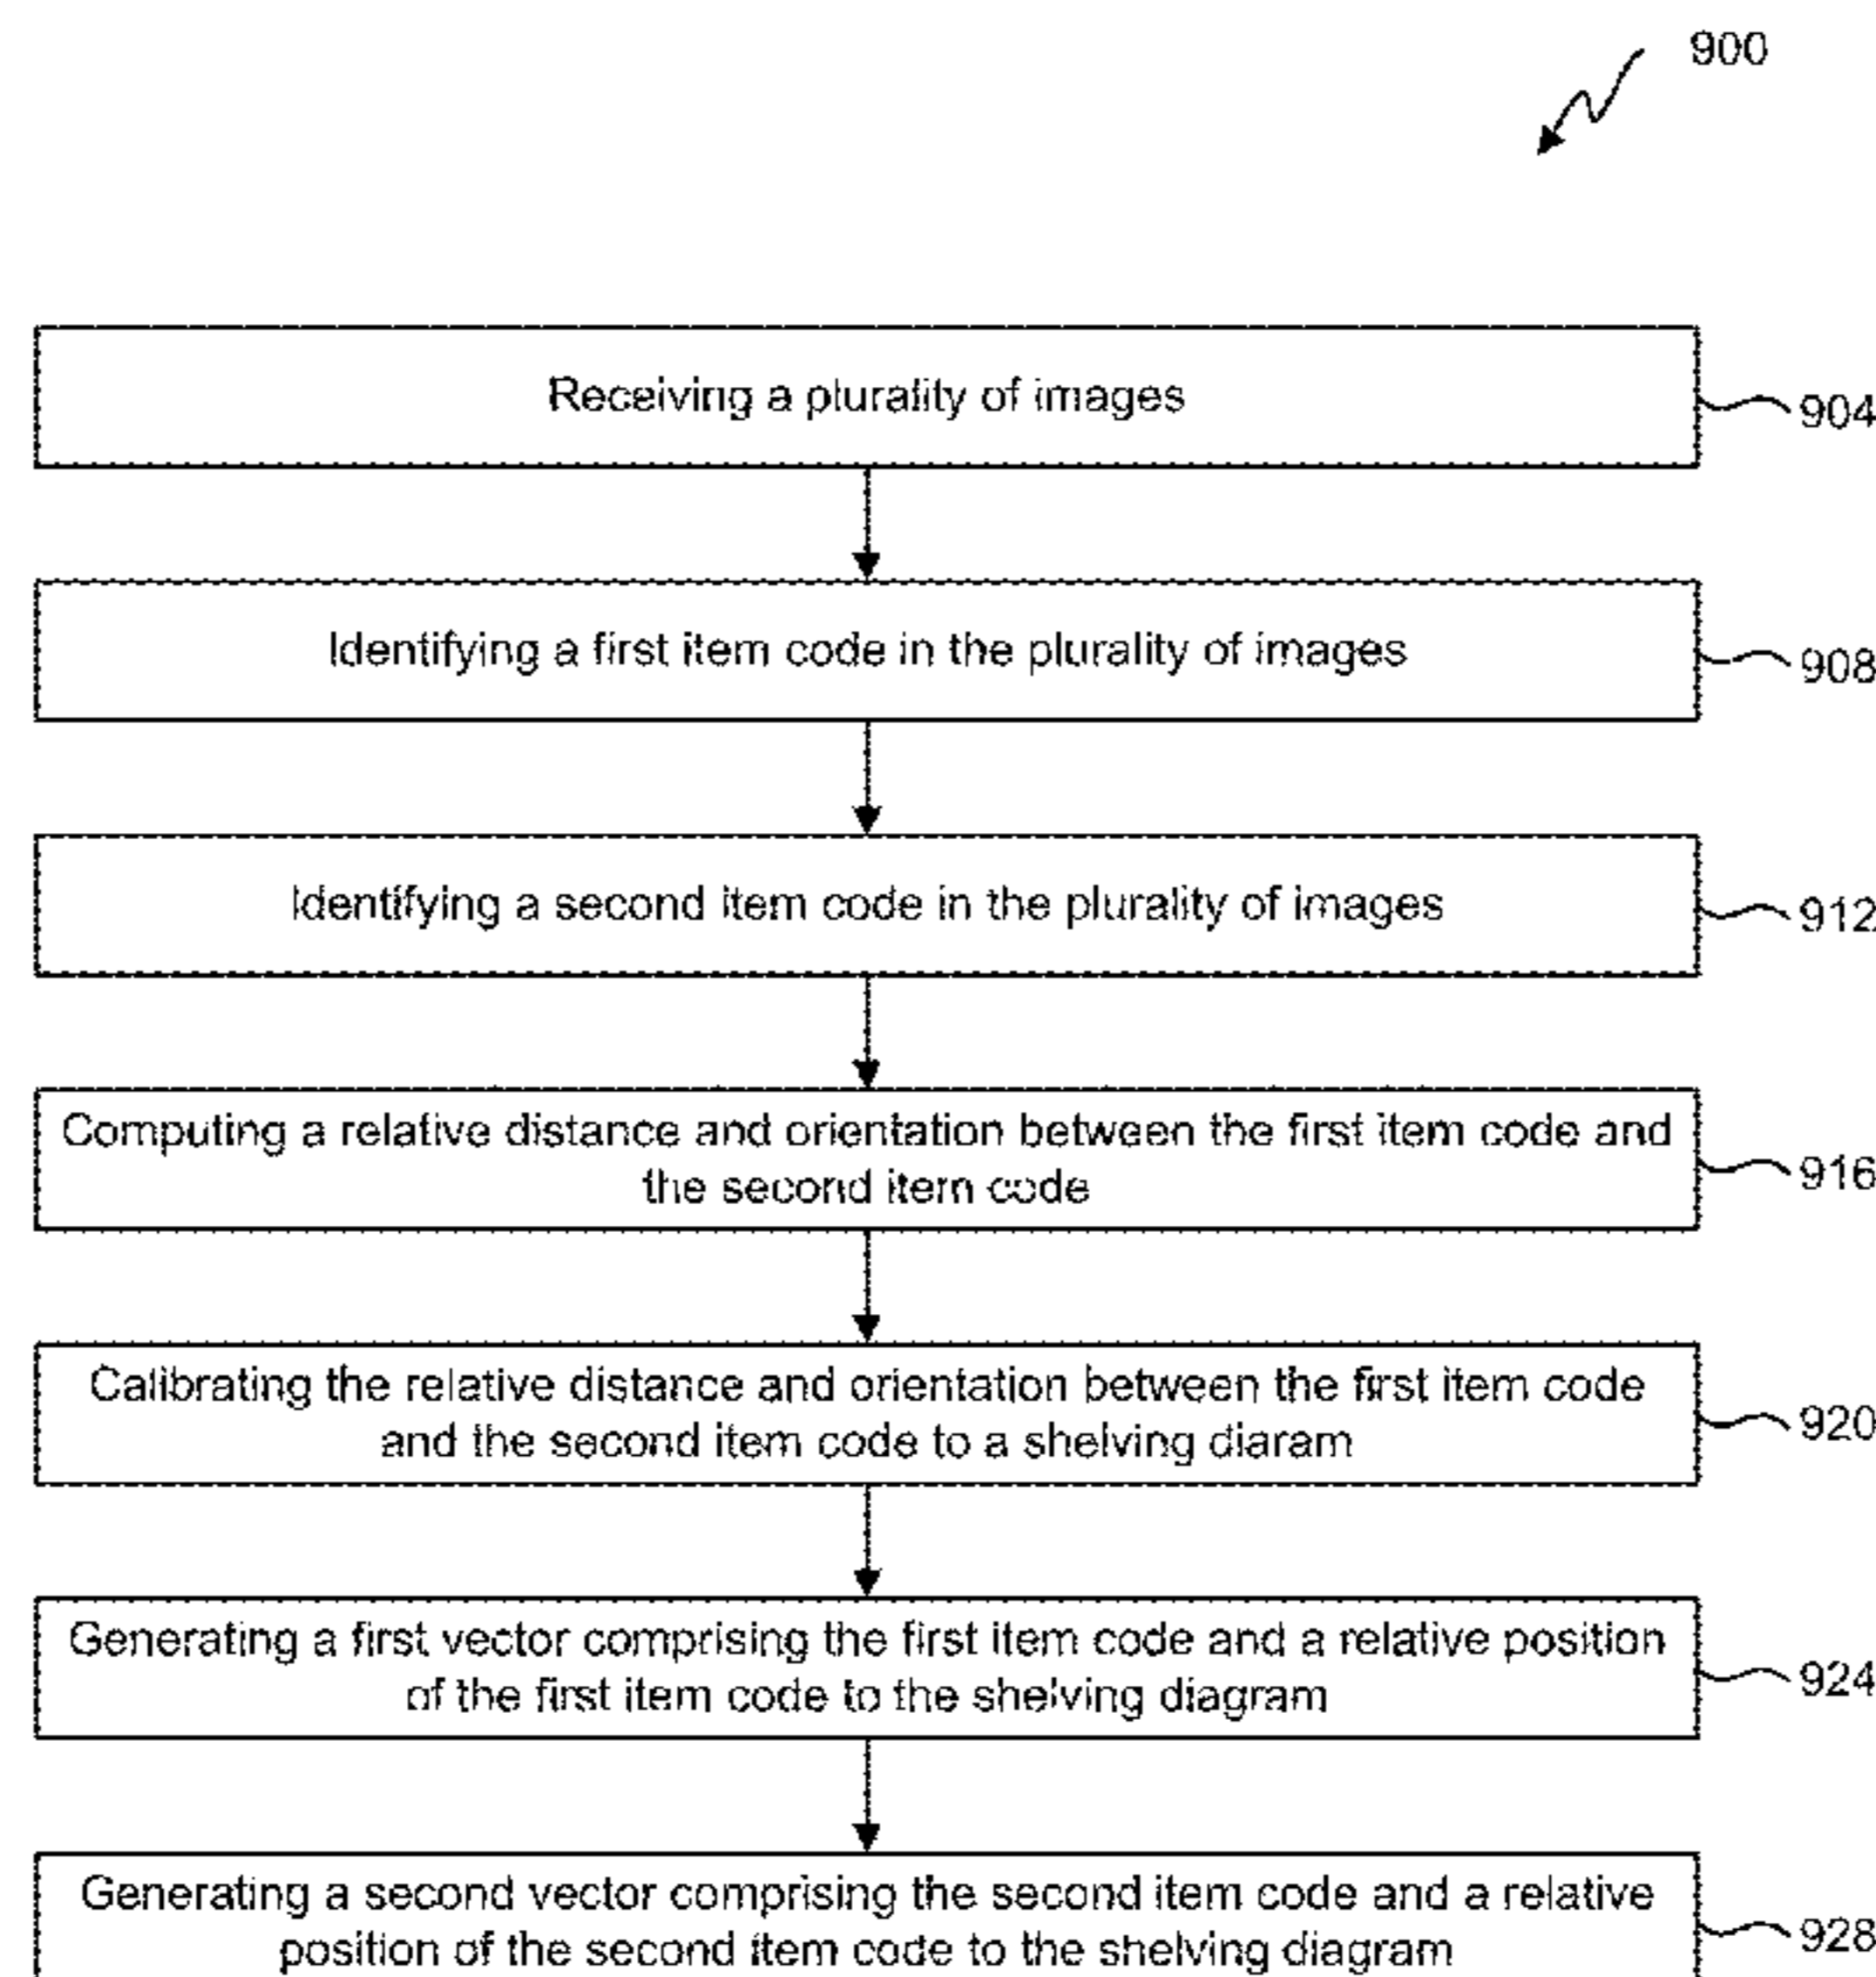 900
Receiving a plurality of images
904
Identifying a first item code in the plurality of images
908
Identifying a second item code in the plurality of images
912
Computing a relative distance and orientation between the first item code and
the second item code
916
Calibrating the relative distance and orientation between the first item code
and the second item code to a shelving diaram
920
Generating a first vector comprising the first item code and a relative position
of the first item code to the shelving diagram
924
Generating a second vector comprising the second item code and a relative
position of the second item code to the shelving diagram
928